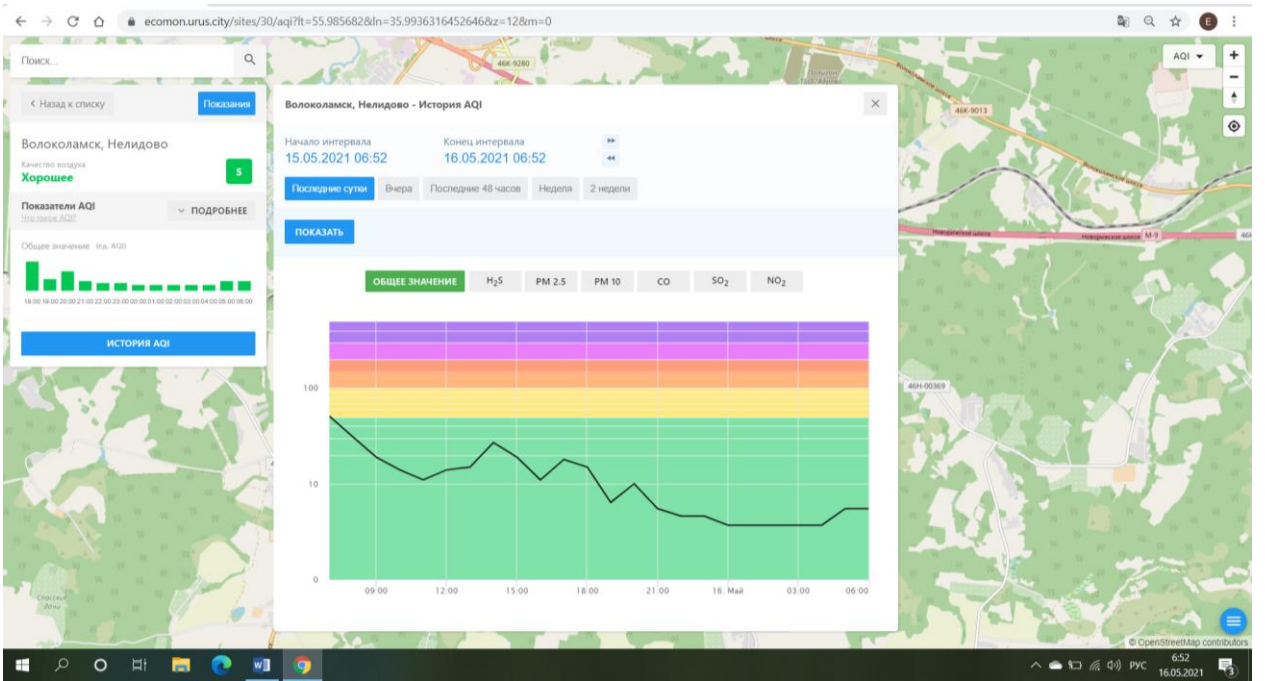 ecomon.urus.city/sites/30/aqi?lt=55.985682&ln=35.9936316452646&z=12&m=0
Поиск...
Назад к списку
Показания
Волоколамск, Нелидово
Качество воздуха
Хорошее
5
Показатели AQI
Что такое AQI?
ПОДРОБНЕЕ
Общее значение (ед. AQI)
18:00 19:00 20:00 21:00 22:00 23:00 00:00 01:00 02:00 03:00 04:00 05:00 06:00
ИСТОРИЯ AQI
Волоколамск, Нелидово - История AQI
Начало интервала
15.05.2021 06:52
Конец интервала
16.05.2021 06:52
Последние сутки Вчера Последние 48 часов Неделя 2 недели
ПОКАЗАТЬ
ОБЩЕЕ ЗНАЧЕНИЕ H2S PM 2.5 PM 10 CO SO2 NO2
100
10
0
09:00 12:00 15:00 18:00 21:00 16. Май 03:00 06:00
46К-9280
46К-9013
AQI
Волоколамское шоссе
Новорижское шоссе
Новорижское шоссе
М-9
46Н-00369
© OpenStreetMap contributors
РУС
6:52
16.05.2021